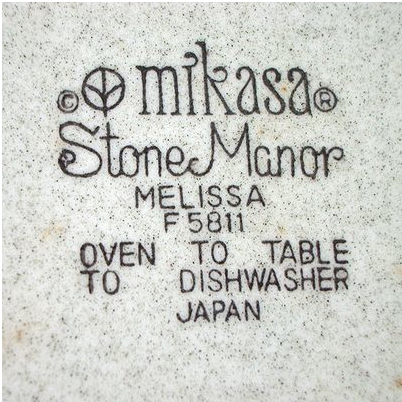 © mikasa®
Stone Manor
MELISSA
F 5811
OVEN TO TABLE
TO DISHWASHER
JAPAN